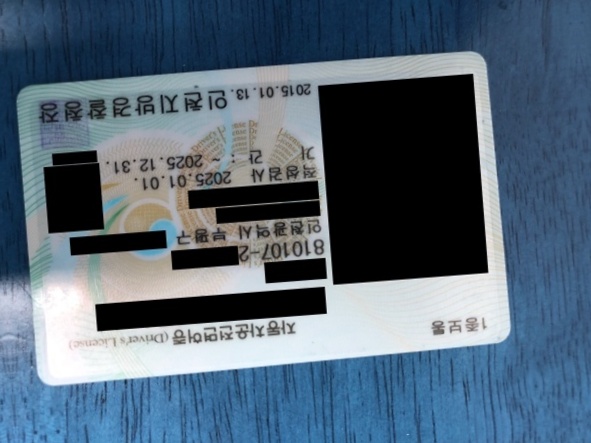 1종보통
자동차운전면허증 (Driver's License)
810107-2
인천광역시 부평구
적성검사 2025.01.01.
기 간 : ~ 2025.12.31.
2015.01.13.
인천지방경찰청장